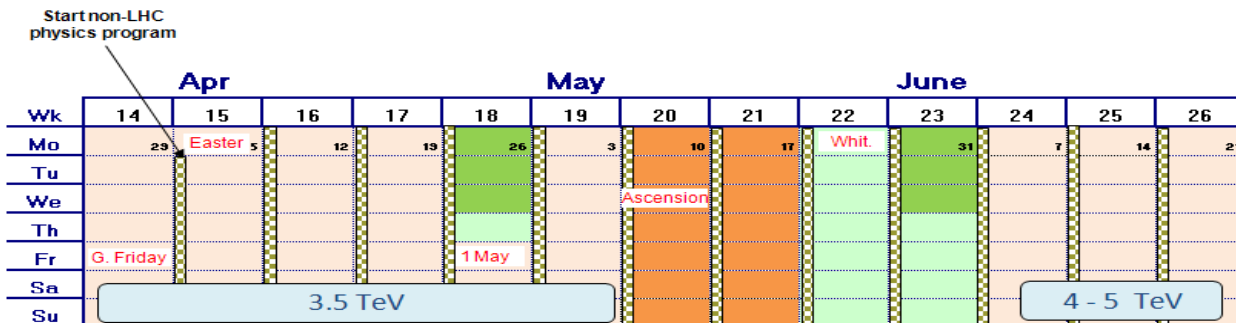 Start non-LHC
physics program
Apr May June
Wk 14 15 16 17 18 19 20 21 22 23 24 25 26
Mo 29 Easter 5 12 19 26 3 10 17 Whit. 31 7 14
Tu
We Ascension
Th
Fr G. Friday 1 May
Sa
3.5 TeV 4 - 5 TeV
Su